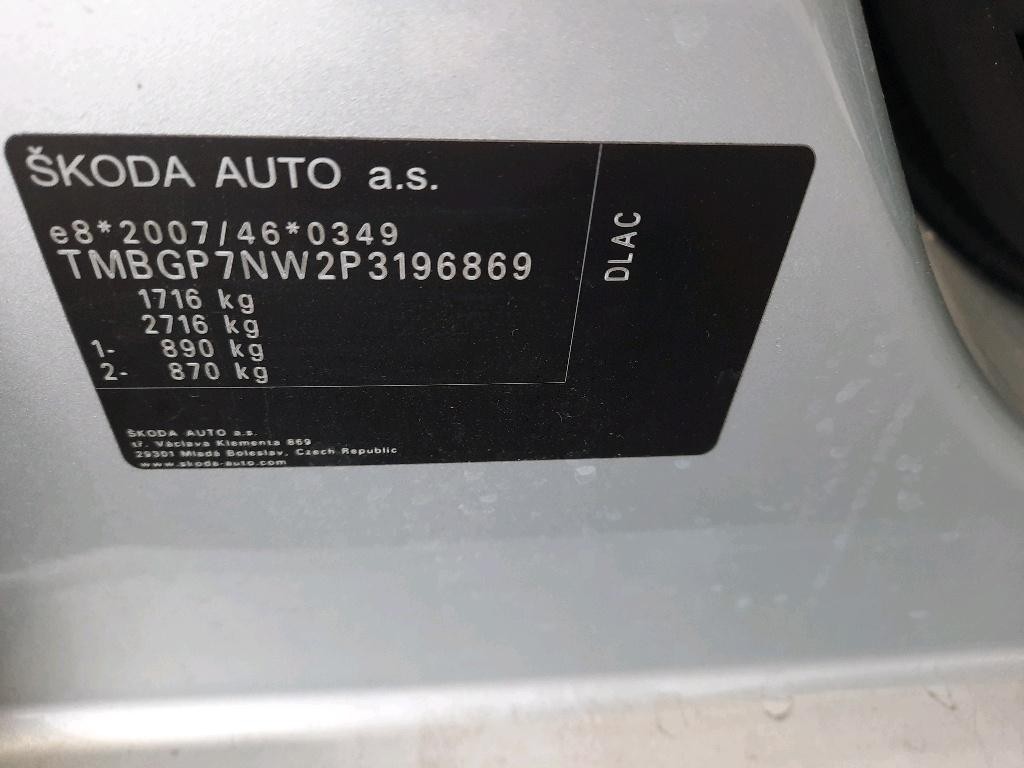 ŠKODA AUTO a.s.
e8*2007/46*0349
TMBGP7NW2P3196869
1716 kg
2716 kg
1- 890 kg
2- 870 kg
DLAC
ŠKODA AUTO a.s.
tř. Václava Klementa 869
29301 Mladá Boleslav, Czech Republic
www.skoda-auto.com